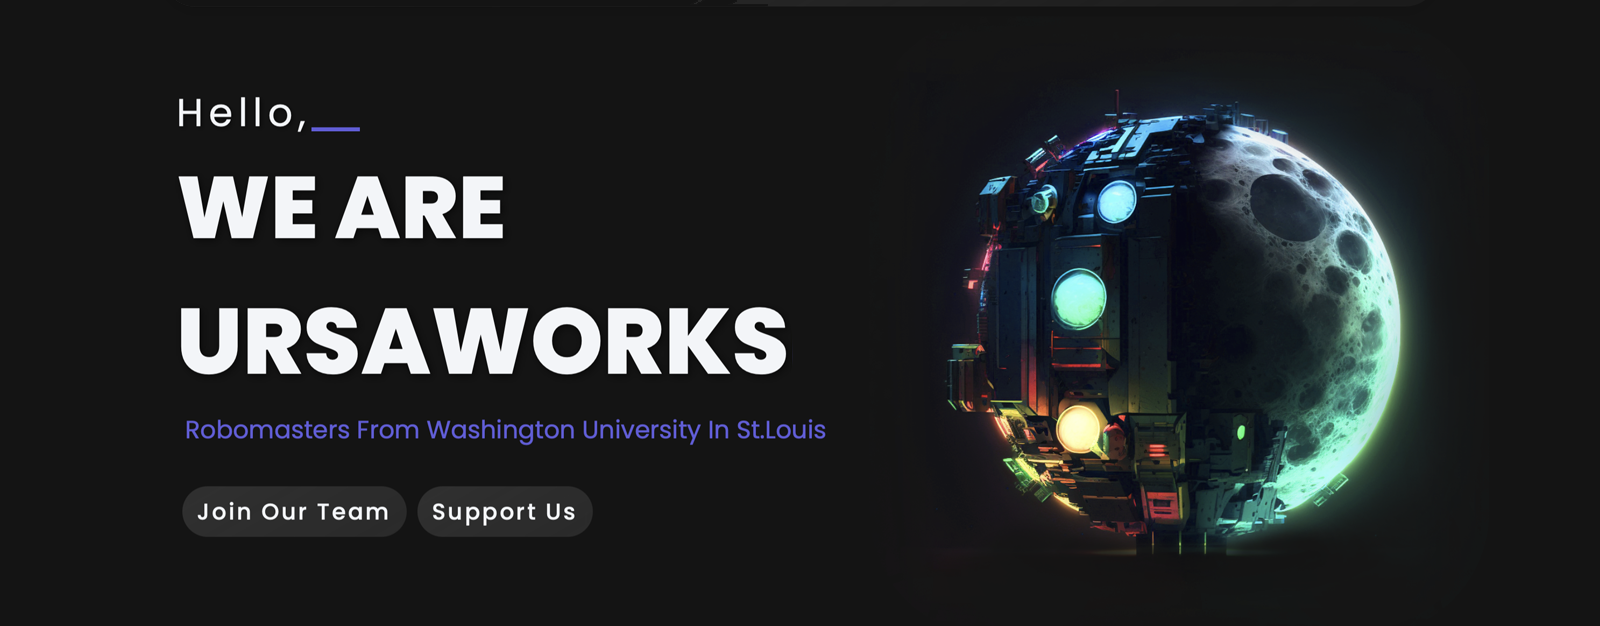 Hello,__
WE ARE
URSAWORKS
Robomasters From Washington University In St.Louis
Join Our Team
Support Us